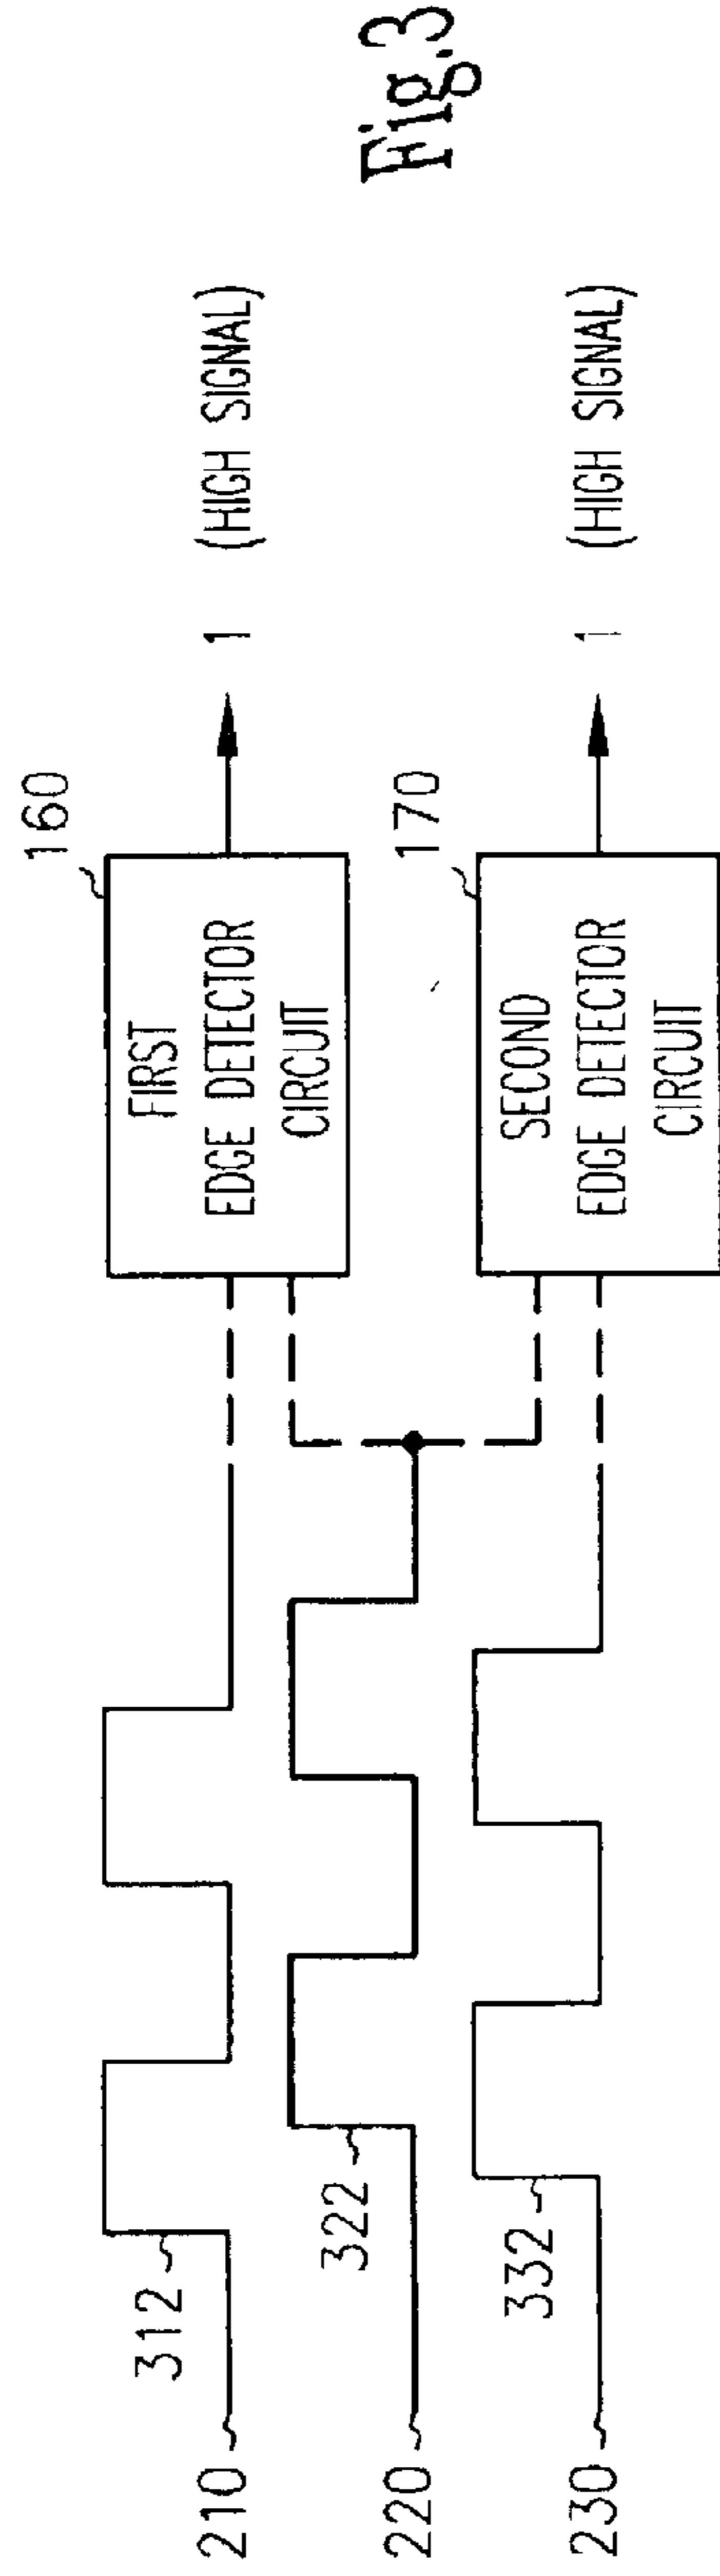 160
FIRST
EDGE DETECTOR
CIRCUIT
1 (HIGH SIGNAL)
312
210
322
220
170
SECOND
EDGE DETECTOR
CIRCUIT
1 (HIGH SIGNAL)
332
230
Fig.3